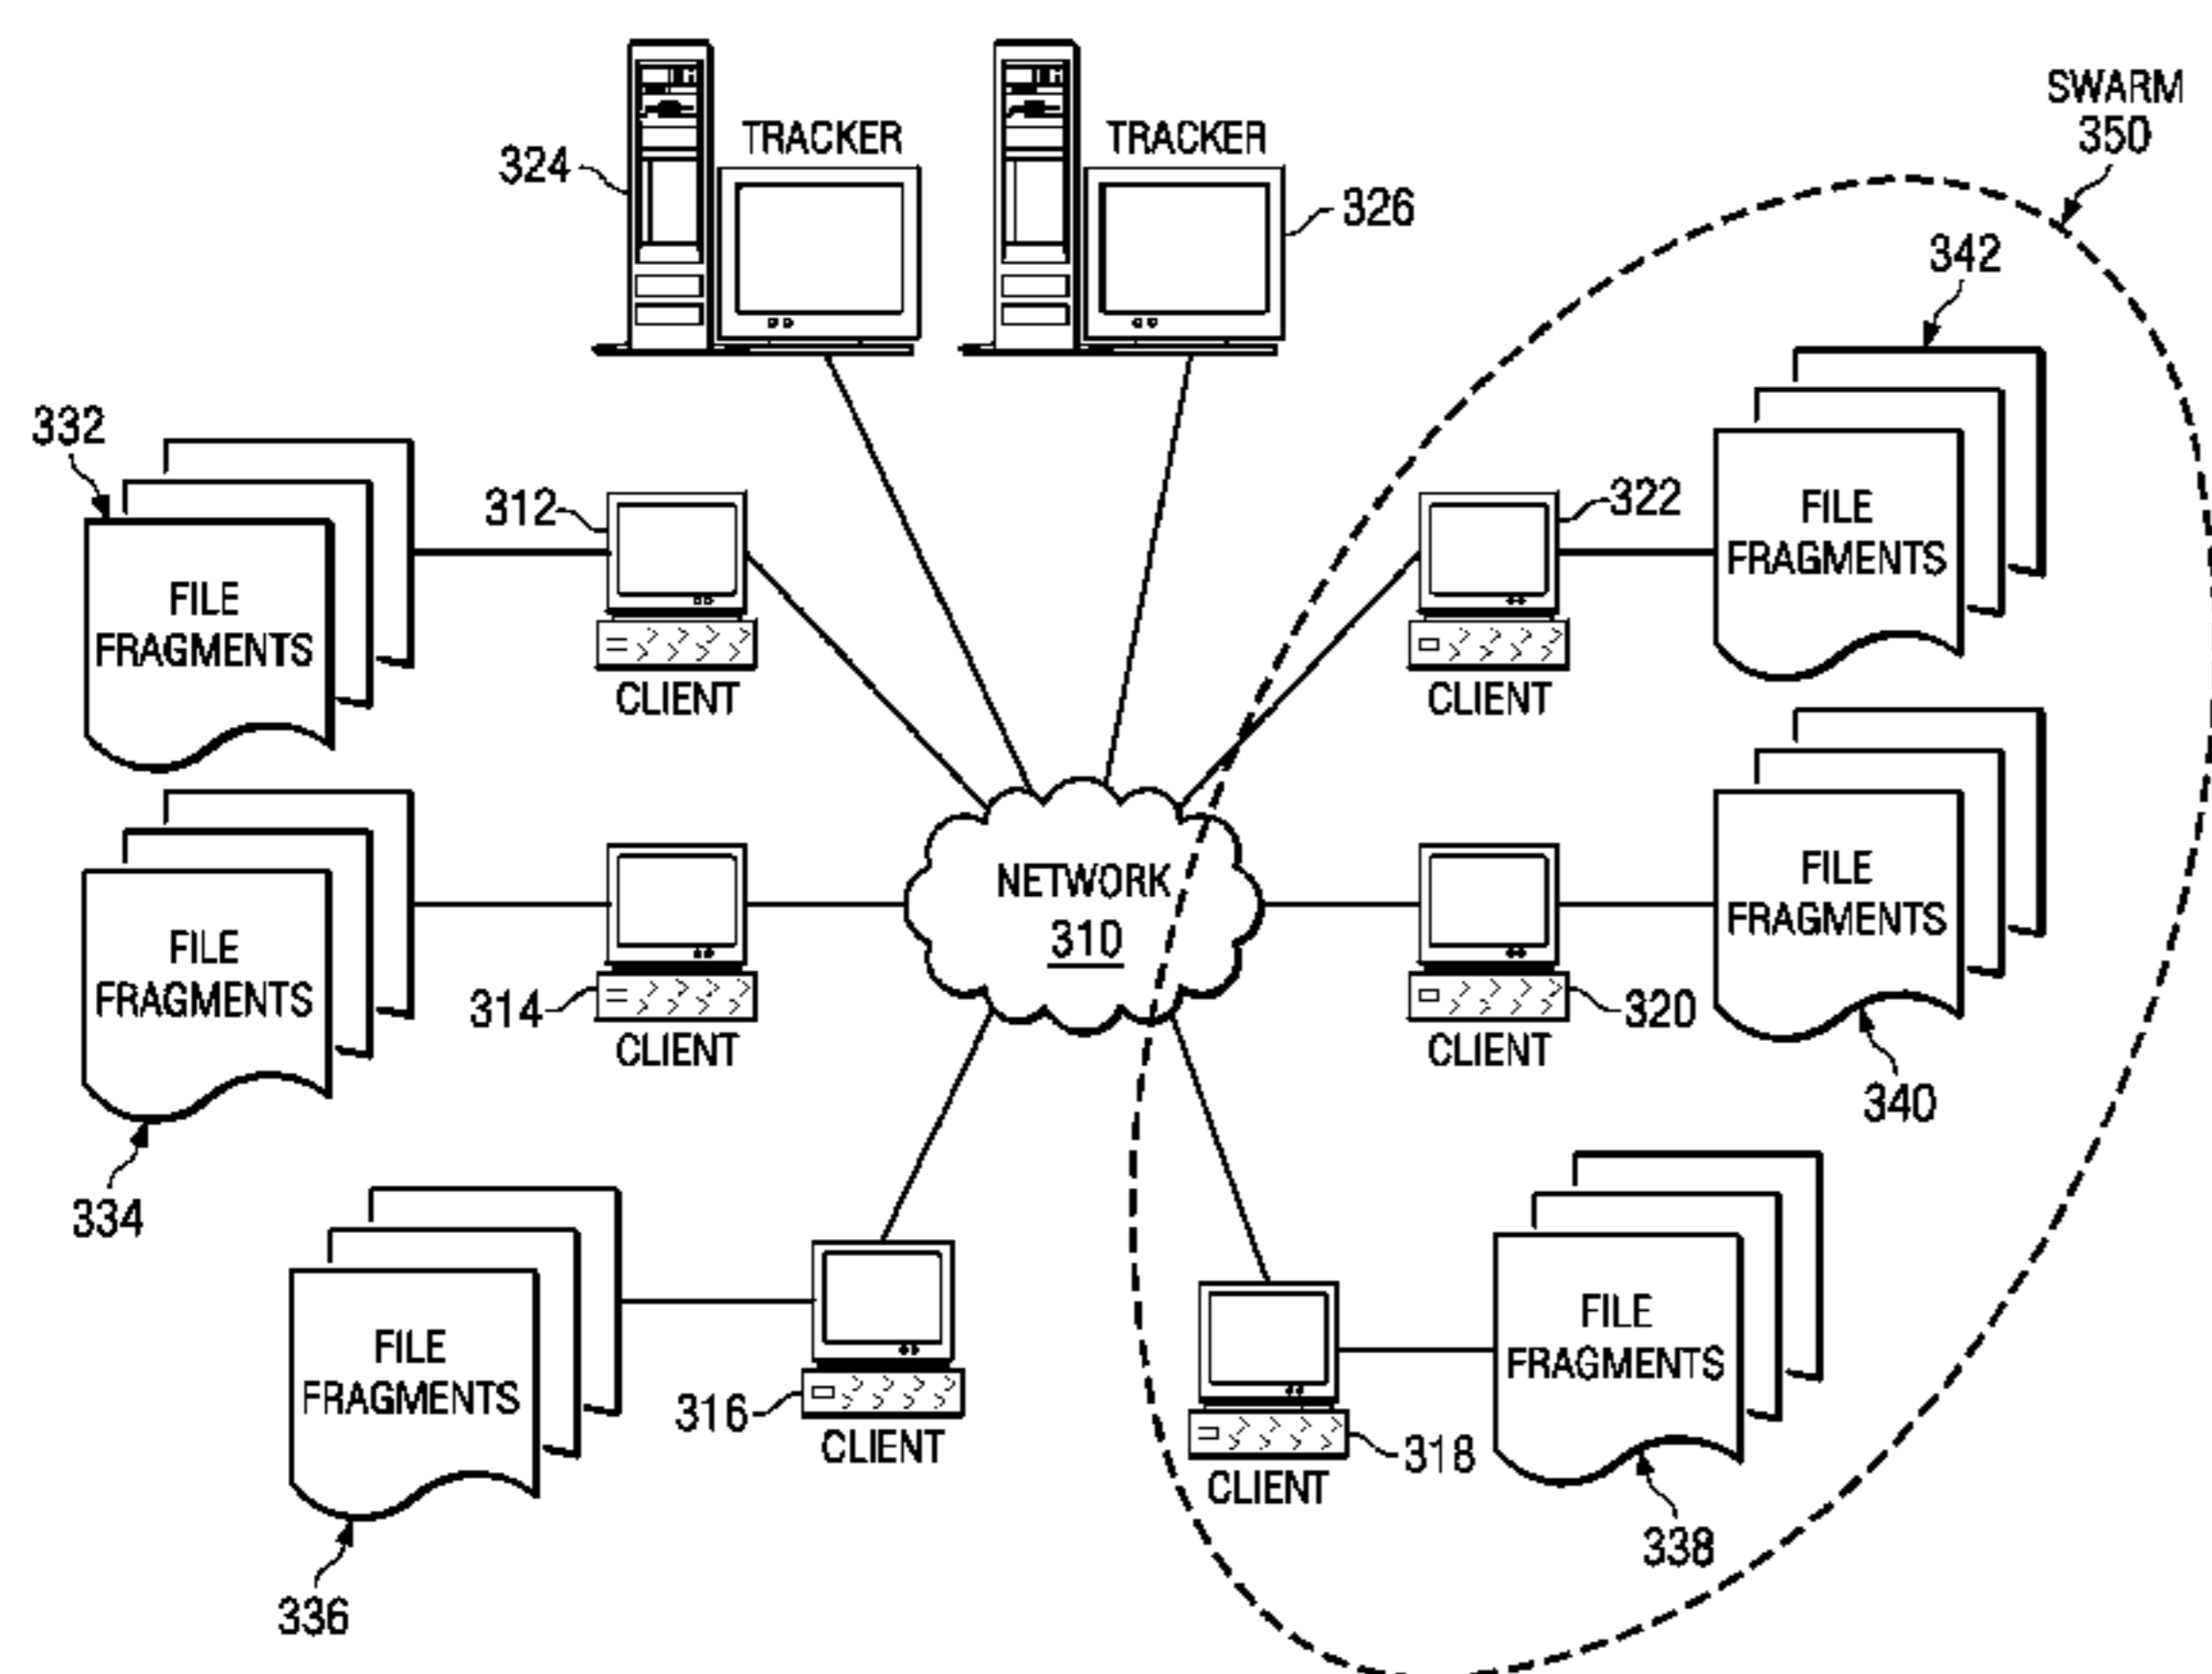 SWARM
350
TRACKER
324
TRACKER
326
342
332
312
322
FILE
FRAGMENTS
CLIENT
CLIENT
FILE
FRAGMENTS
NETWORK
310
FILE
FRAGMENTS
314
CLIENT
320
CLIENT
FILE
FRAGMENTS
334
340
FILE
FRAGMENTS
316
CLIENT
318
CLIENT
FILE
FRAGMENTS
336
338